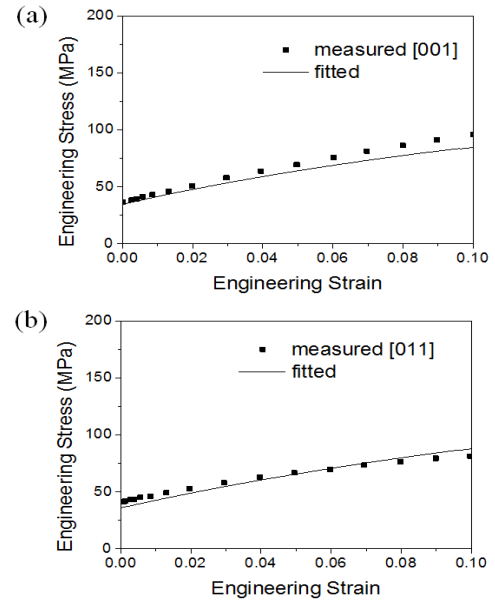 (a)
200
150
100
50
0
measured [001]
fitted
Engineering Stress (MPa)
0.00 0.02 0.04 0.06 0.08 0.10
Engineering Strain
(b)
200
150
100
50
0
measured [011]
fitted
Engineering Stress (MPa)
0.00 0.02 0.04 0.06 0.08 0.10
Engineering Strain